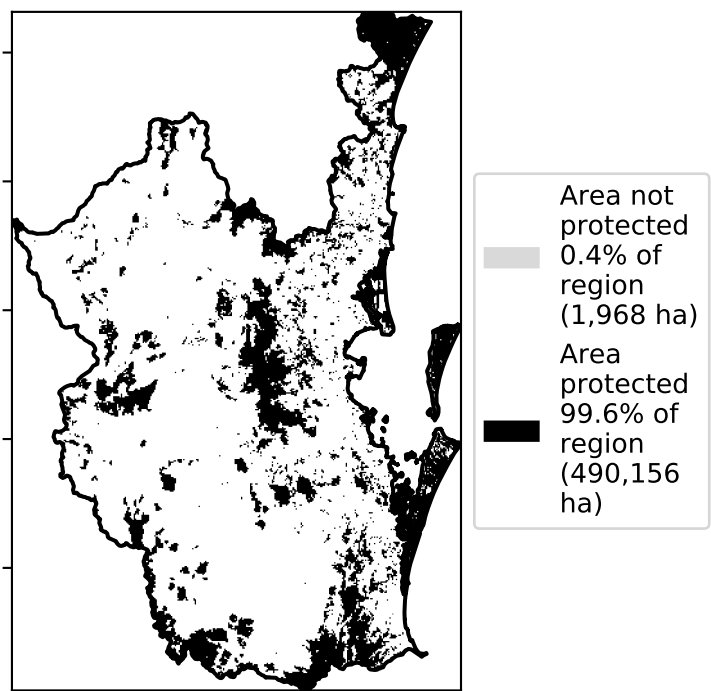 Area not
protected
0.4% of
region
(1,968 ha)
Area
protected
99.6% of
region
(490,156
ha)